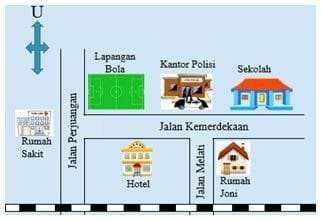 U
Lapangan
Bola
Kantor Polisi
Sekolah
Jalan Perjuangan
Jalan Kemerdekaan
Rumah
Sakit
Hotel
Jalan Melati
Rumah
Joni